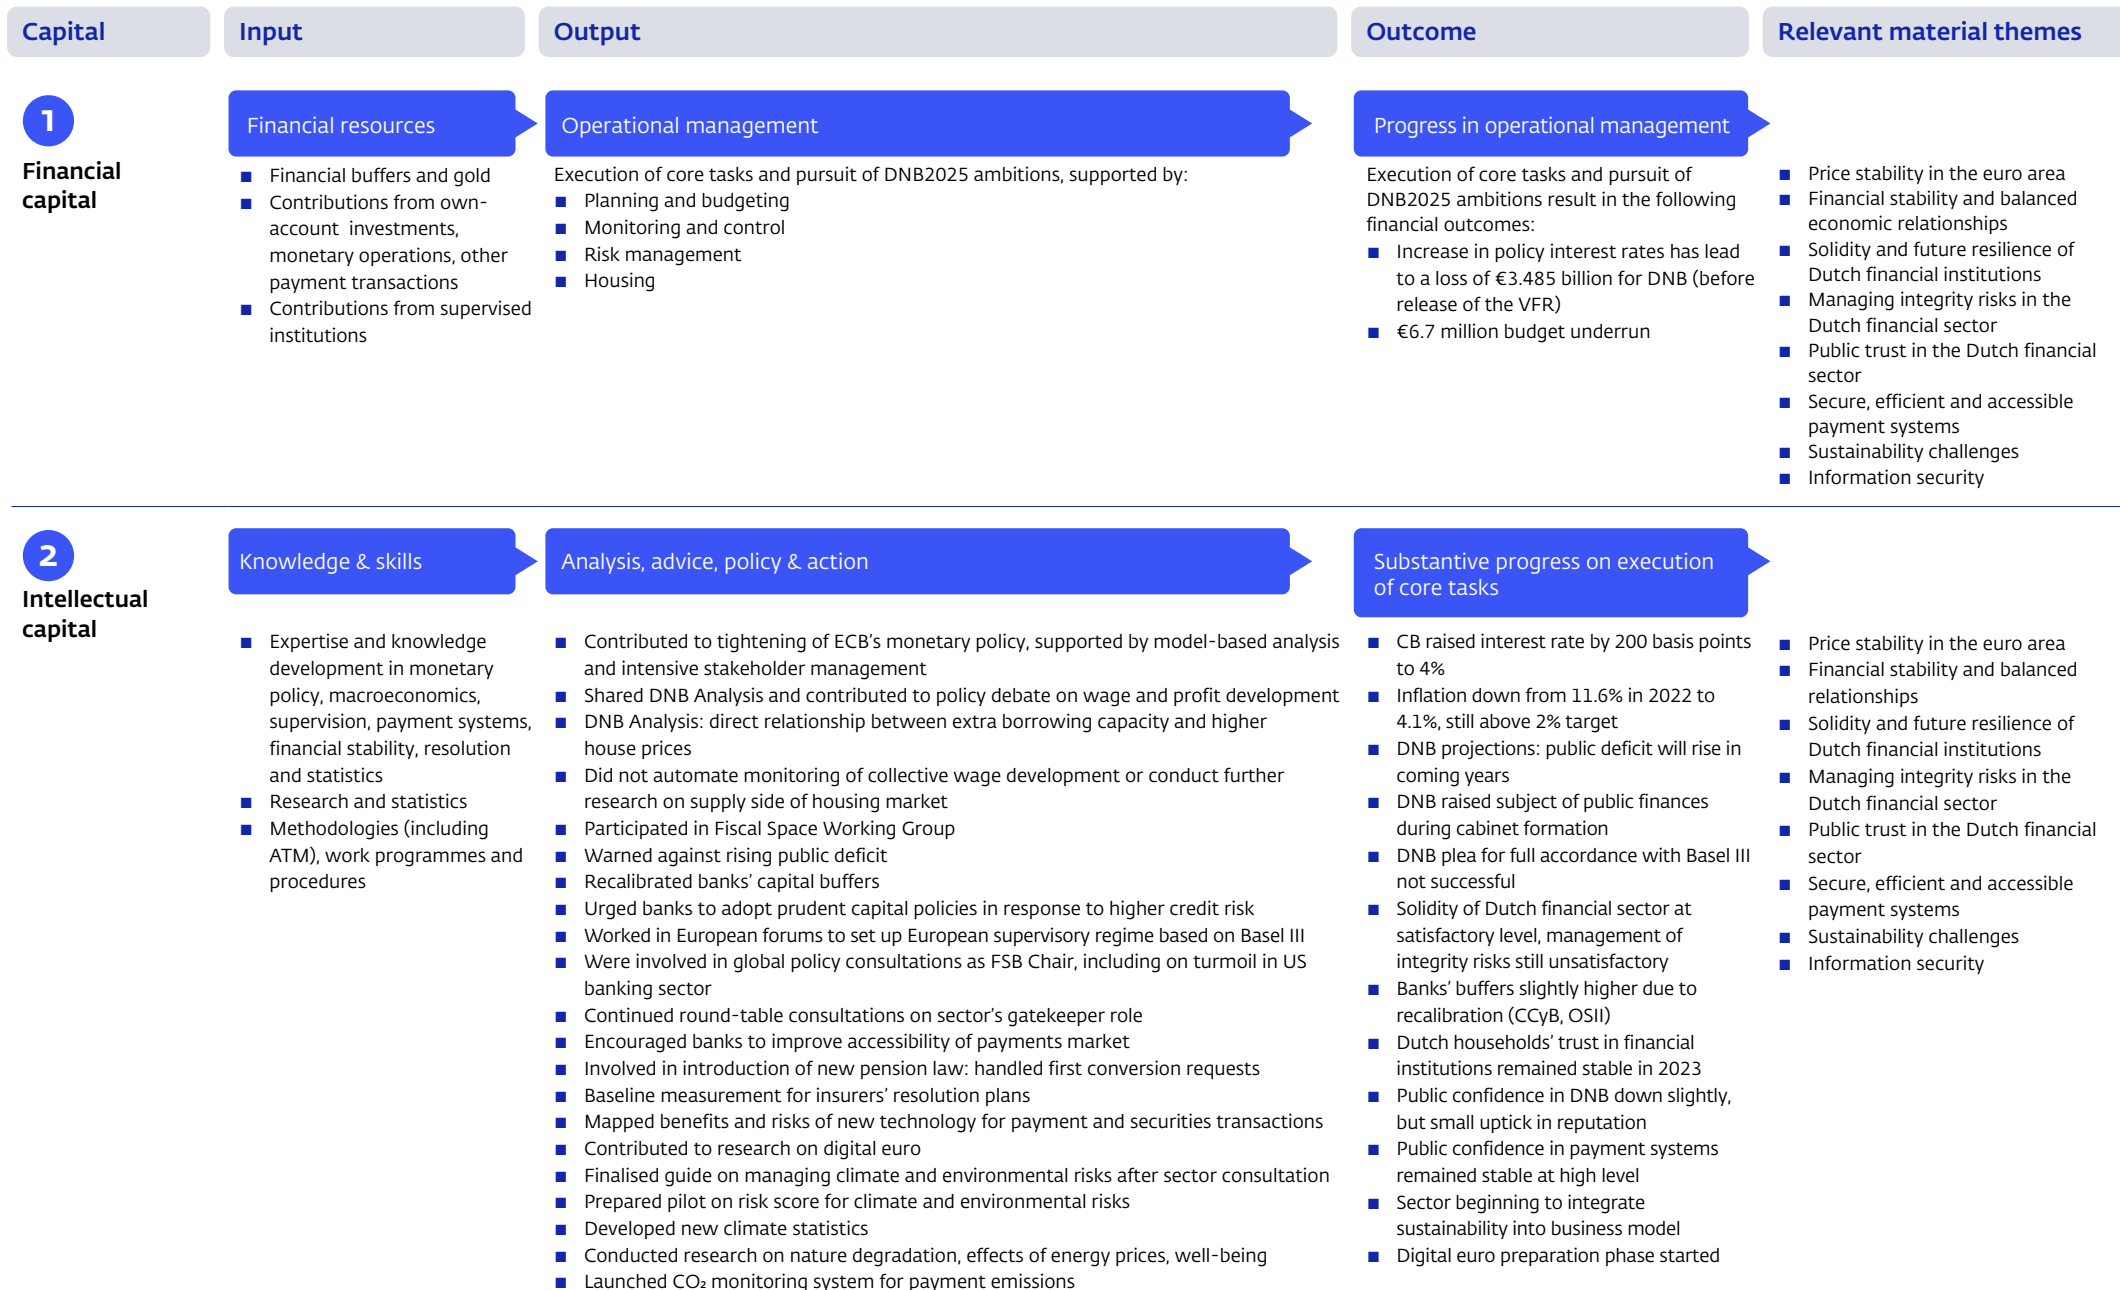 Capital
Input
Output
Outcome
Relevant material themes
1
Financial
capital
Financial resources
■ Financial buffers and gold
■ Contributions from own-
account  investments,
monetary operations, other
payment transactions
■ Contributions from supervised
institutions
Operational management
Execution of core tasks and pursuit of DNB2025 ambitions, supported by:
■ Planning and budgeting
■ Monitoring and control
■ Risk management
■ Housing
Progress in operational management
Execution of core tasks and pursuit of
DNB2025 ambitions result in the following
financial outcomes:
■ Increase in policy interest rates has lead
to a loss of €3.485 billion for DNB (before
release of the VFR)
■ €6.7 million budget underrun
■ Price stability in the euro area
■ Financial stability and balanced
economic relationships
■ Solidity and future resilience of
Dutch financial institutions
■ Managing integrity risks in the
Dutch financial sector
■ Public trust in the Dutch financial
sector
■ Secure, efficient and accessible
payment systems
■ Sustainability challenges
■ Information security
2
Intellectual
capital
Knowledge & skills
■ Expertise and knowledge
development in monetary
policy, macroeconomics,
supervision, payment systems,
financial stability, resolution
and statistics
■ Research and statistics
■ Methodologies (including
ATM), work programmes and
procedures
Analysis, advice, policy & action
■ Contributed to tightening of ECB’s monetary policy, supported by model-based analysis
and intensive stakeholder management
■ Shared DNB Analysis and contributed to policy debate on wage and profit development
■ DNB Analysis: direct relationship between extra borrowing capacity and higher
house prices
■ Did not automate monitoring of collective wage development or conduct further
research on supply side of housing market
■ Participated in Fiscal Space Working Group
■ Warned against rising public deficit
■ Recalibrated banks’ capital buffers
■ Urged banks to adopt prudent capital policies in response to higher credit risk
■ Worked in European forums to set up European supervisory regime based on Basel III
■ Were involved in global policy consultations as FSB Chair, including on turmoil in US
banking sector
■ Continued round-table consultations on sector’s gatekeeper role
■ Encouraged banks to improve accessibility of payments market
■ Involved in introduction of new pension law: handled first conversion requests
■ Baseline measurement for insurers’ resolution plans
■ Mapped benefits and risks of new technology for payment and securities transactions
■ Contributed to research on digital euro
■ Finalised guide on managing climate and environmental risks after sector consultation
■ Prepared pilot on risk score for climate and environmental risks
■ Developed new climate statistics
■ Conducted research on nature degradation, effects of energy prices, well-being
■ Launched CO₂ monitoring system for payment emissions
Substantive progress on execution
of core tasks
■ CB raised interest rate by 200 basis points
to 4%
■ Inflation down from 11.6% in 2022 to
4.1%, still above 2% target
■ DNB projections: public deficit will rise in
coming years
■ DNB raised subject of public finances
during cabinet formation
■ DNB plea for full accordance with Basel III
not successful
■ Solidity of Dutch financial sector at
satisfactory level, management of
integrity risks still unsatisfactory
■ Banks’ buffers slightly higher due to
recalibration (CCyB, OSII)
■ Dutch households’ trust in financial
institutions remained stable in 2023
■ Public confidence in DNB down slightly,
but small uptick in reputation
■ Public confidence in payment systems
remained stable at high level
■ Sector beginning to integrate
sustainability into business model
■ Digital euro preparation phase started
■ Price stability in the euro area
■ Financial stability and balanced
relationships
■ Solidity and future resilience of
Dutch financial institutions
■ Managing integrity risks in the
Dutch financial sector
■ Public trust in the Dutch financial
sector
■ Secure, efficient and accessible
payment systems
■ Sustainability challenges
■ Information security